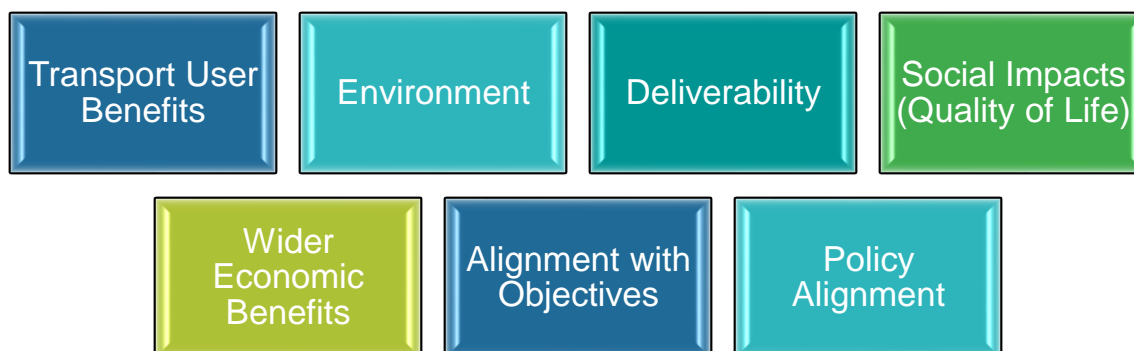 Transport User
Benefits
Environment
Deliverability
Social Impacts
(Quality of Life)
Wider
Economic
Benefits
Alignment with
Objectives
Policy
Alignment